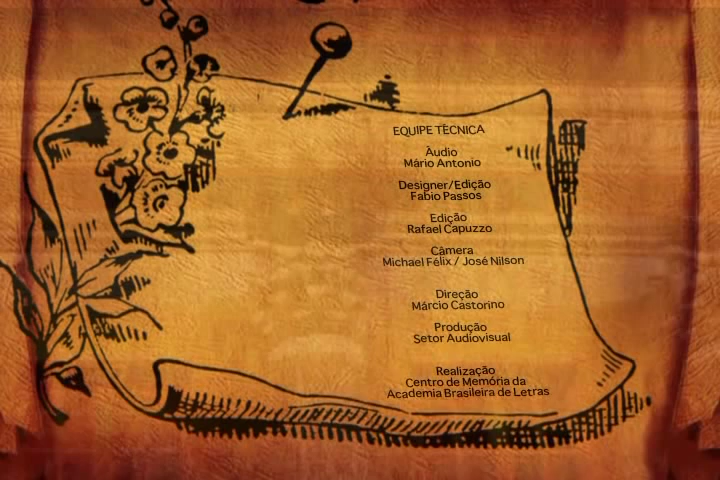 EQUIPE TÉCNICA
Àudio
Mário Antonio
Designer/Edição
Fabio Passos
Edição
Rafael Capuzzo
Câmera
Michael Félix / José Nilson
Direção
Márcio Castorino
Produção
Setor Audiovisual
Realização
Centro de Memória da
Academia Brasileira de Letras